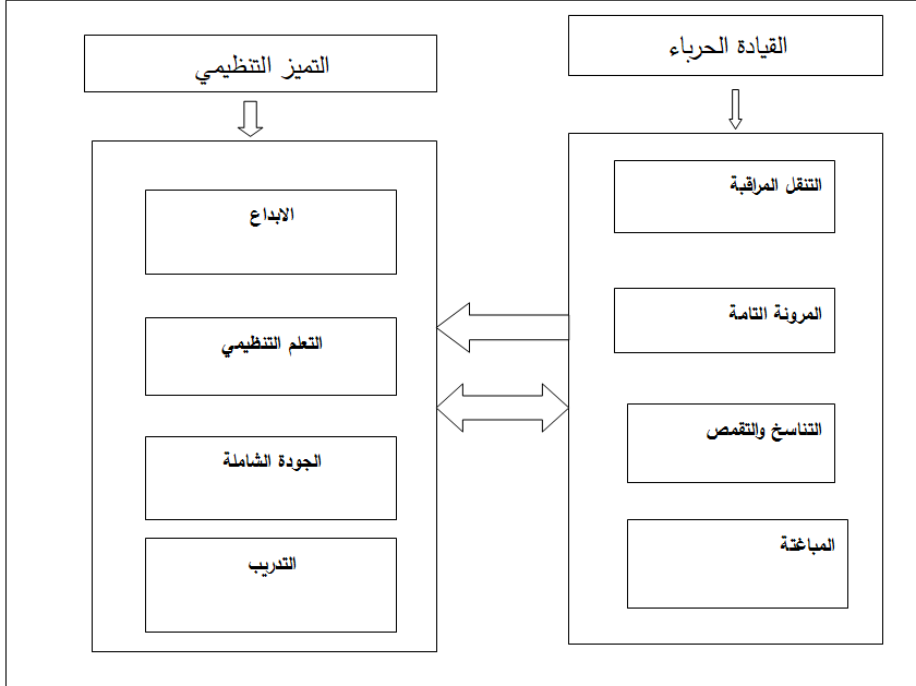 القيادة الحرباء
التنقل المراقبة
المرونة التامة
التناسخ والتقمص
المباغتة
التميز التنظيمي
الابداع
التعلم التنظيمي
الجودة الشاملة
التدريب